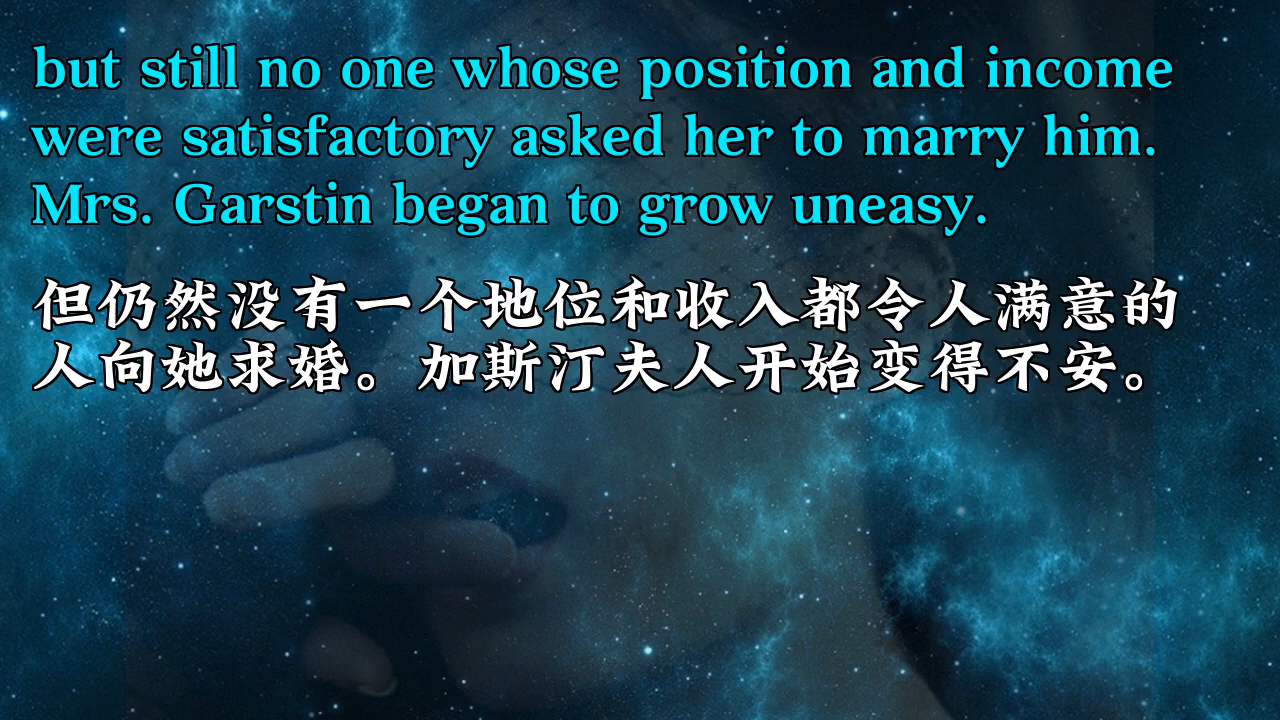 but still no one whose position and income
were satisfactory asked her to marry him.
Mrs. Garstin began to grow uneasy.
但仍然没有一个地位和收入都令人满意的
人向她求婚。加斯汀夫人开始变得不安。